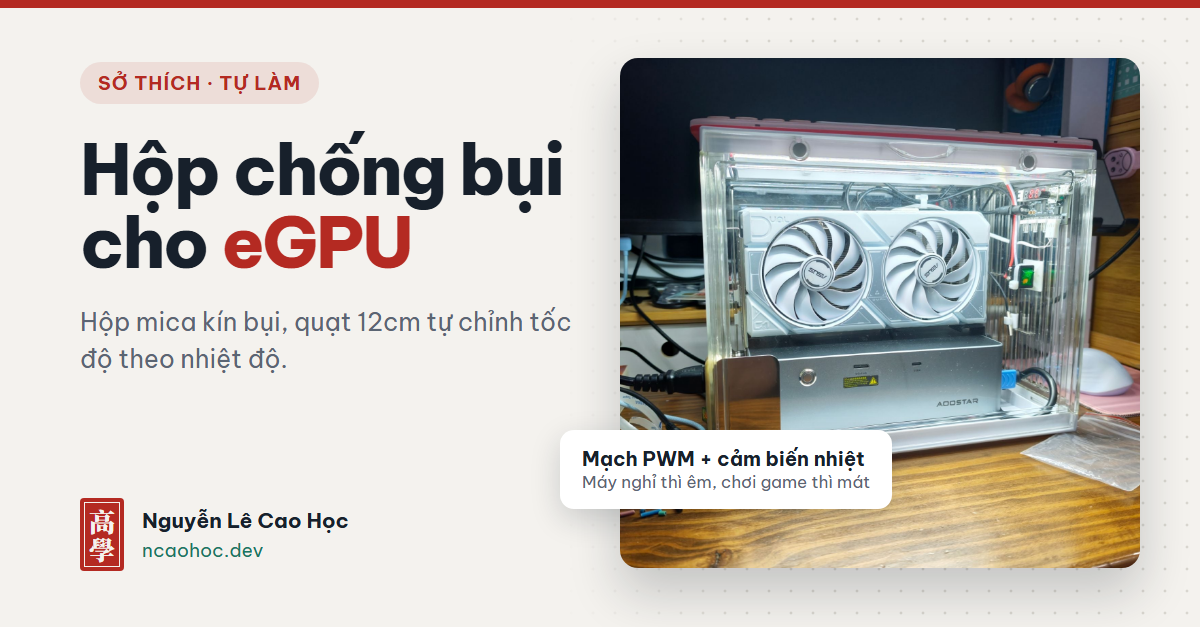 SỞ THÍCH · TỰ LÀM
Hộp chống bụi
cho eGPU
Hộp mica kín bụi, quạt 12cm tự chỉnh tốc
độ theo nhiệt độ.
AOOSTAR
Mạch PWM + cảm biến nhiệt
Máy nghỉ thì êm, chơi game thì mát
高
學
Nguyễn Lê Cao Học
ncaohoc.dev